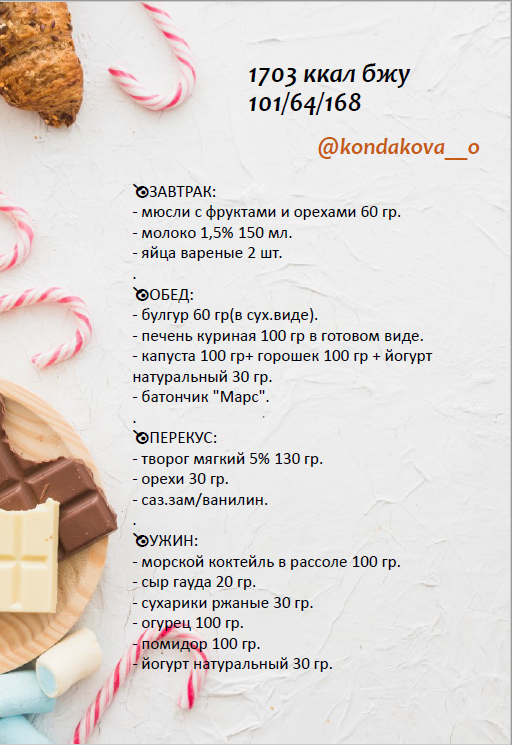 1703 ккал бжу
101/64/168
@kondakova__o
ЗАВТРАК:
- мюсли с фруктами и орехами 60 гр.
- молоко 1,5% 150 мл.
- яйца вареные 2 шт.
.
ОБЕД:
- булгур 60 гр(в сух.виде).
- печень куриная 100 гр в готовом виде.
- капуста 100 гр+ горошек 100 гр + йогурт
натуральный 30 гр.
- батончик "Марс".
.
ПЕРЕКУС:
- творог мягкий 5% 130 гр.
- орехи 30 гр.
- саз.зам/ванилин.
.
УЖИН:
- морской коктейль в рассоле 100 гр.
- сыр гауда 20 гр.
- сухарики ржаные 30 гр.
- огурец 100 гр.
- помидор 100 гр.
- йогурт натуральный 30 гр.